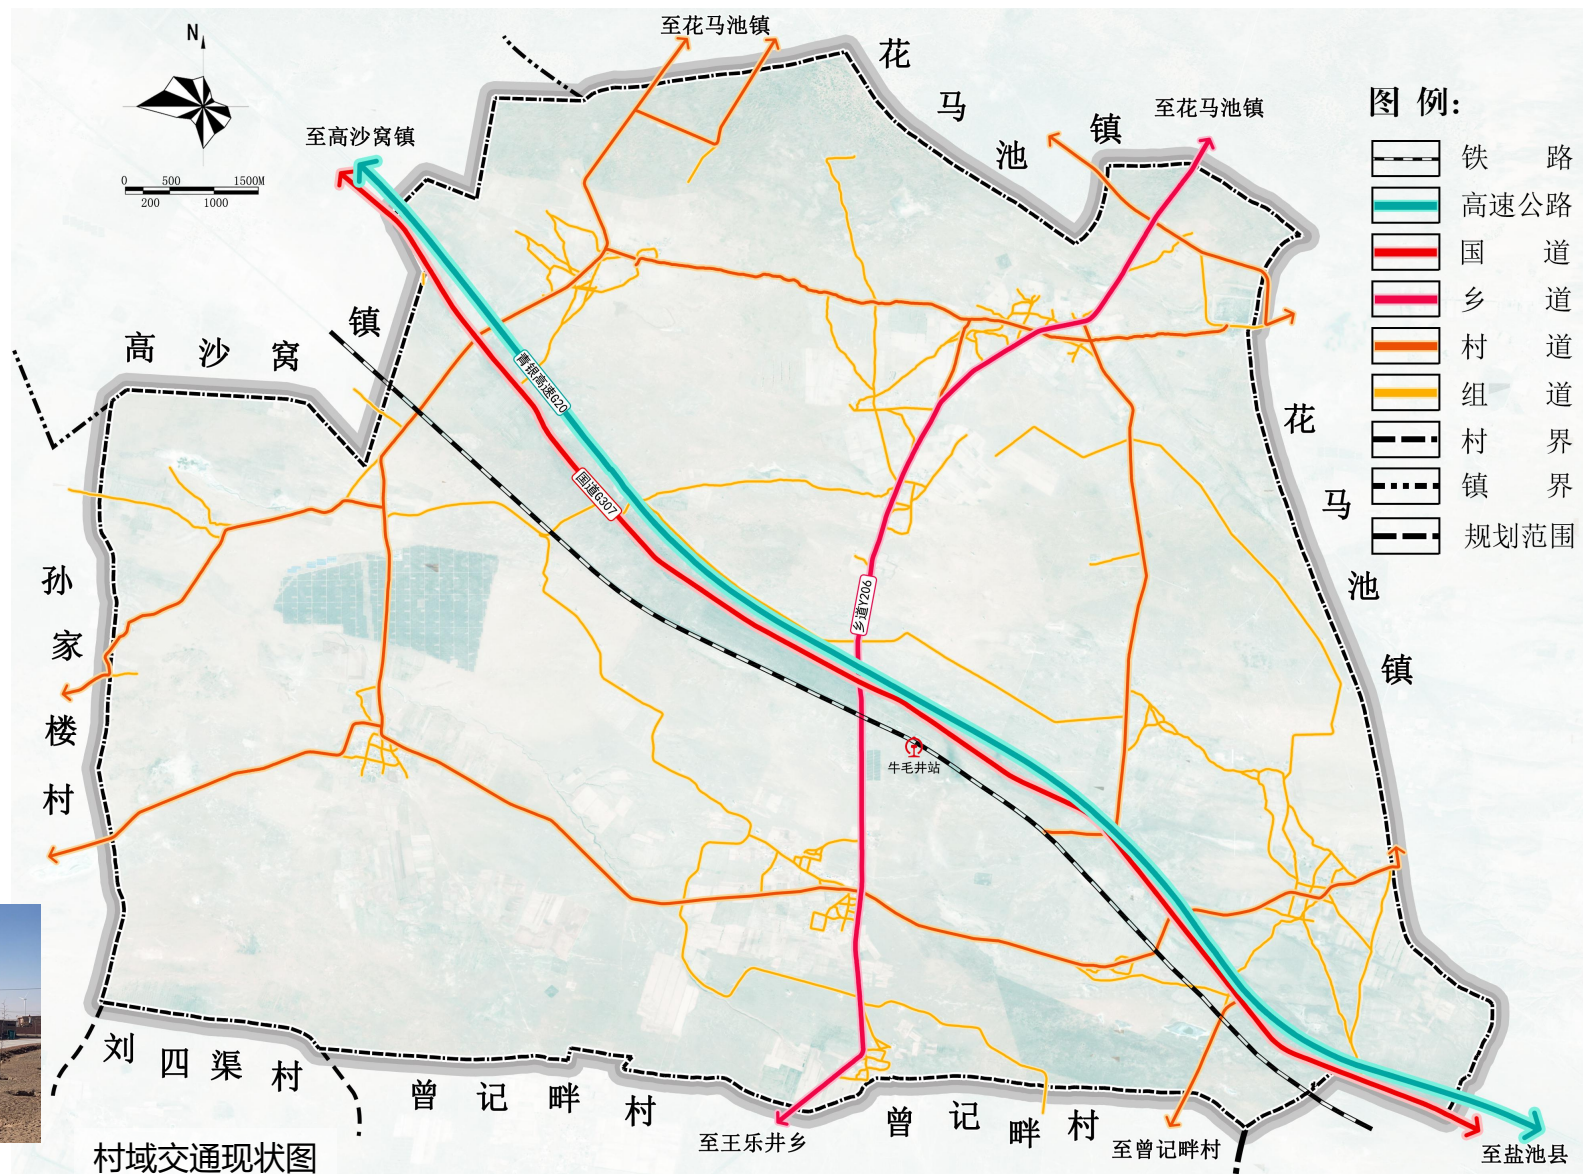 N
0 500 1500M
200 1000
至花马池镇
至高沙窝镇
至花马池镇
花马池镇
高沙窝镇
花马池镇
孙家楼村
刘四渠村
曾记畔村
曾记畔村
青银高速G20
国道G307
乡道Y206
牛毛井站
至王乐井乡
至曾记畔村
至盐池县
图 例:
铁 路
高速公路
国 道
乡 道
村 道
组 道
村 界
镇 界
规划范围
村域交通现状图